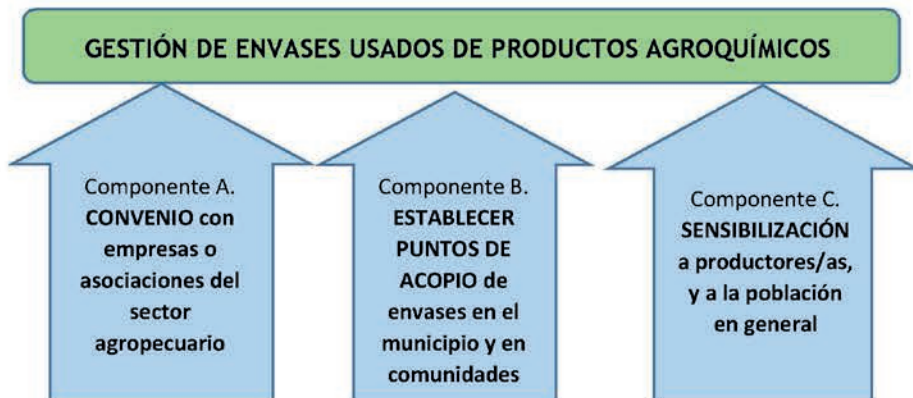 GESTIÓN DE ENVASES USADOS DE PRODUCTOS AGROQUÍMICOS
Componente A.
CONVENIO con
empresas o
asociaciones del
sector
agropecuario
Componente B.
ESTABLECER
PUNTOS DE
ACOPIO de
envases en el
municipio y en
comunidades
Componente C.
SENSIBILIZACIÓN
a productores/as,
y a la población
en general